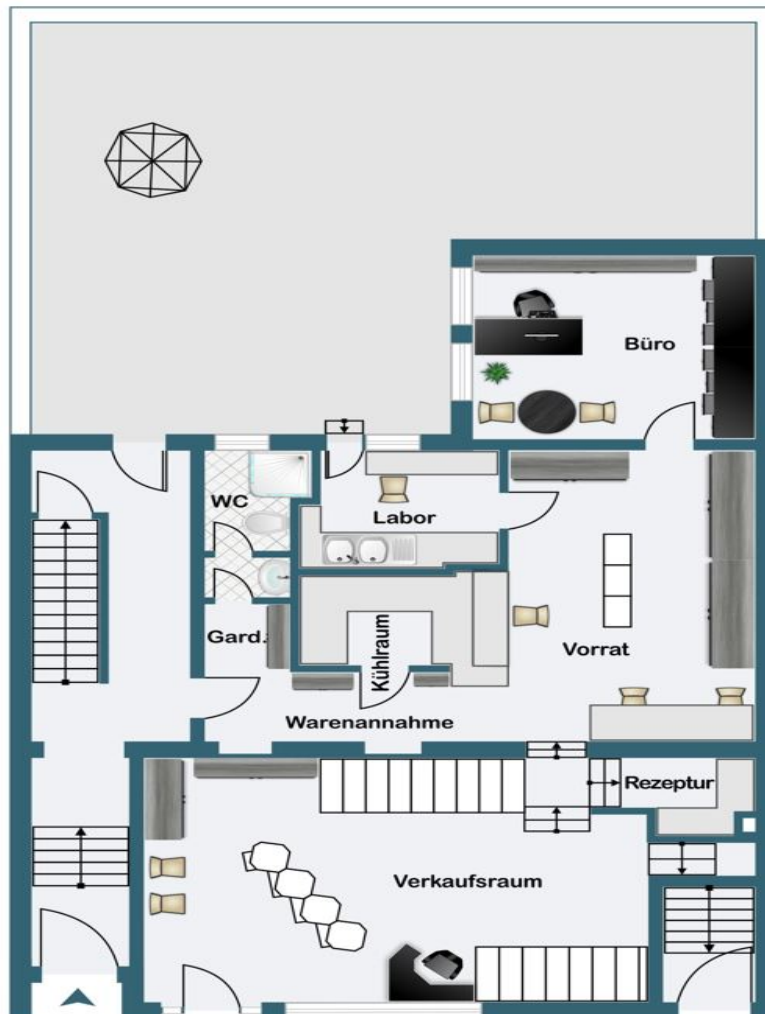 Büro
WC
Labor
Gard.
Kühlraum
Vorrat
Warenannahme
Rezeptur
Verkaufsraum